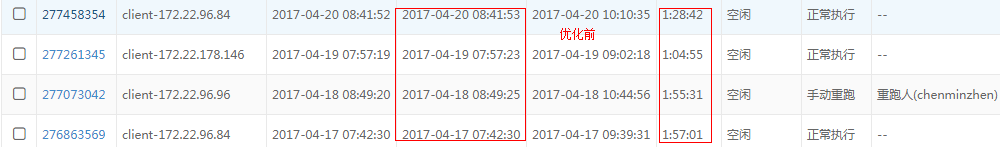 277458354 client-172.22.96.84 2017-04-20 08:41:52 2017-04-20 08:41:53 2017-04-20 10:10:35 1:28:42 空闲 正常执行 --
优化前
277261345 client-172.22.178.146 2017-04-19 07:57:19 2017-04-19 07:57:23 2017-04-19 09:02:18 1:04:55 空闲 正常执行 --
277073042 client-172.22.96.96 2017-04-18 08:49:20 2017-04-18 08:49:25 2017-04-18 10:44:56 1:55:31 空闲 手动重跑 重跑人(chenminzhen)
276863569 client-172.22.96.84 2017-04-17 07:42:30 2017-04-17 07:42:30 2017-04-17 09:39:31 1:57:01 空闲 正常执行 --